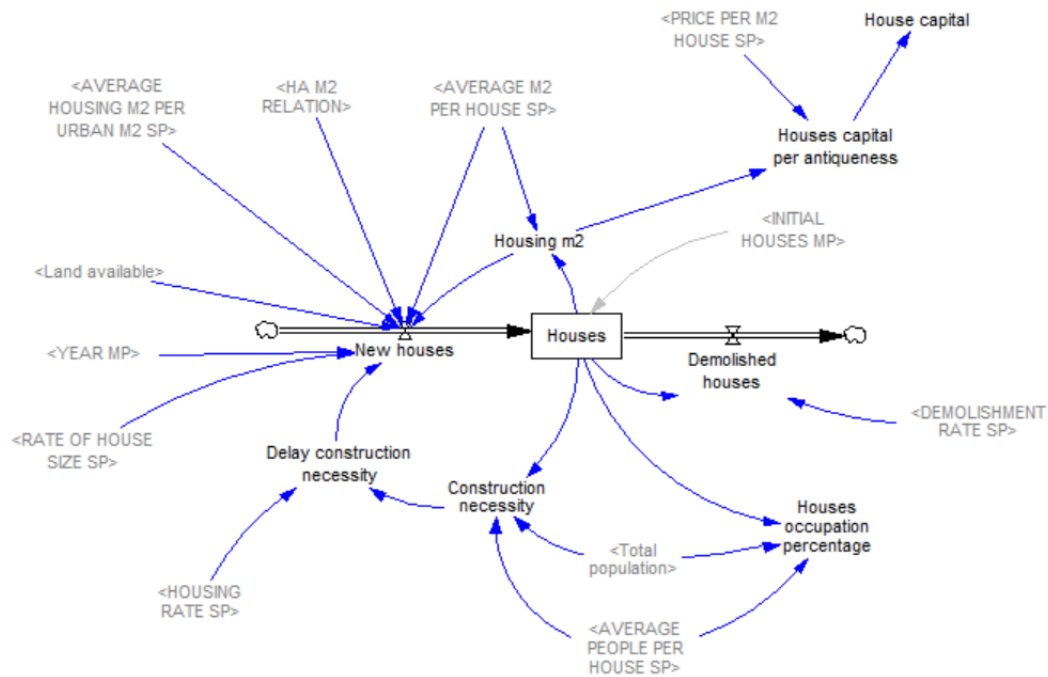 <PRICE PER M2
HOUSE SP>
House capital
<AVERAGE
HOUSING M2 PER
URBAN M2 SP>
<HA M2
RELATION>
<AVERAGE M2
PER HOUSE SP>
Houses capital
per antiqueness
<INITIAL
HOUSES MP>
Housing m2
<Land available>
Houses
New houses
<YEAR MP>
Demolished
houses
<DEMOLISHMENT
RATE SP>
<RATE OF HOUSE
SIZE SP>
Delay construction
necessity
Construction
necessity
Houses
occupation
percentage
<Total
population>
<HOUSING
RATE SP>
<AVERAGE
PEOPLE PER
HOUSE SP>